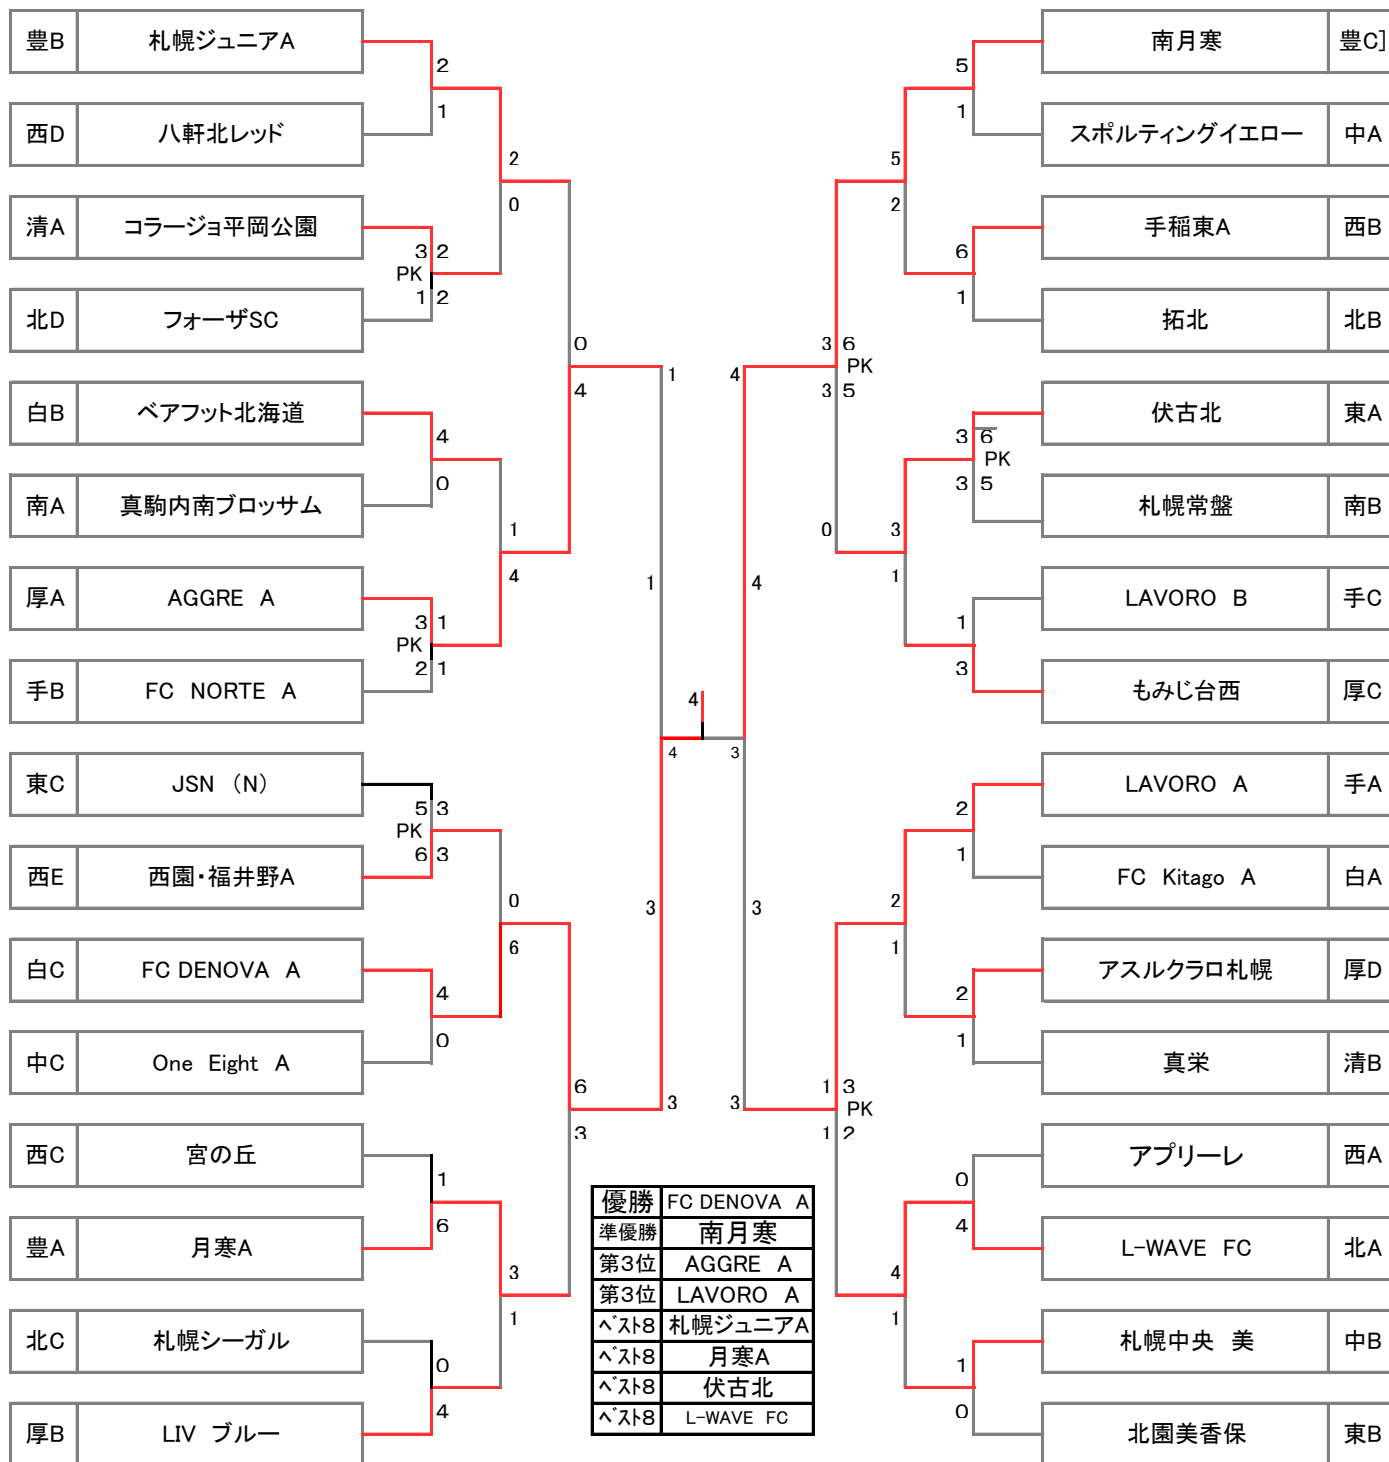 豊B 札幌ジュニアA
2
1
西D 八軒北レッド
2
0
清A コラージョ平岡公園
3 2
PK
1 2
北D フォーザSC
0
4
白B ベアフット北海道
4
0
南A 真駒内南ブロッサム
1
4
厚A AGGRE A
3 1
PK
2 1
手B FC NORTE A
1
1
東C JSN （N）
5 3
PK
6 3
西E 西園・福井野A
0
6
白C FC DENOVA A
4
0
中C One Eight A
6
3
西C 宮の丘
1
6
豊A 月寒A
3
1
北C 札幌シーガル
0
4
厚B LIV ブルー
3
3
4
4
3
南月寒 豊C]
5
1
スポルティングイエロー 中A
5
2
手稲東A 西B
6
1
拓北 北B
3 6
PK
3 5
伏古北 東A
3 6
PK
3 5
札幌常盤 南B
0
3
1
LAVORO B 手C
1
3
もみじ台西 厚C
4
4
LAVORO A 手A
2
1
FC Kitago A 白A
2
1
アスルクラロ札幌 厚D
2
1
真栄 清B
1 3
PK
1 2
アプリーレ 西A
0
4
L-WAVE FC 北A
4
1
札幌中央 美 中B
1
0
北園美香保 東B
3
3
優勝 FC DENOVA A
準優勝 南月寒
第3位 AGGRE A
第3位 LAVORO A
ベスト8 札幌ジュニアA
ベスト8 月寒A
ベスト8 伏古北
ベスト8 L-WAVE FC